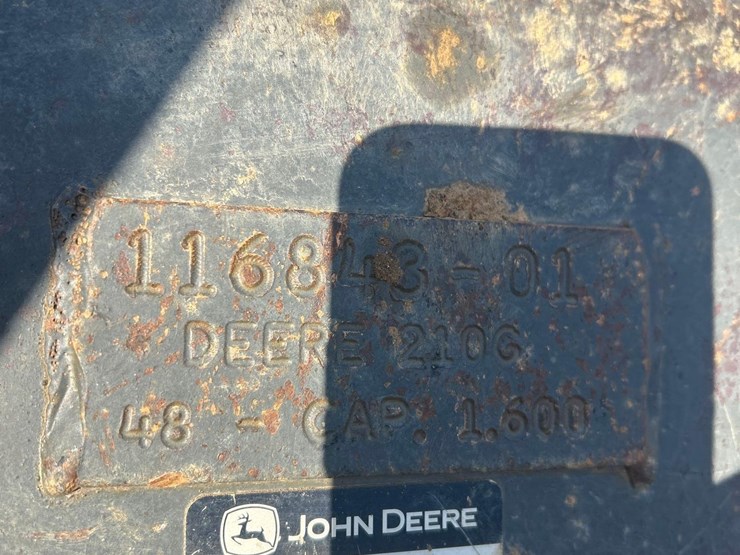 116843-01
DEERE 210G
48 - CAP: 1.600
JOHN DEERE